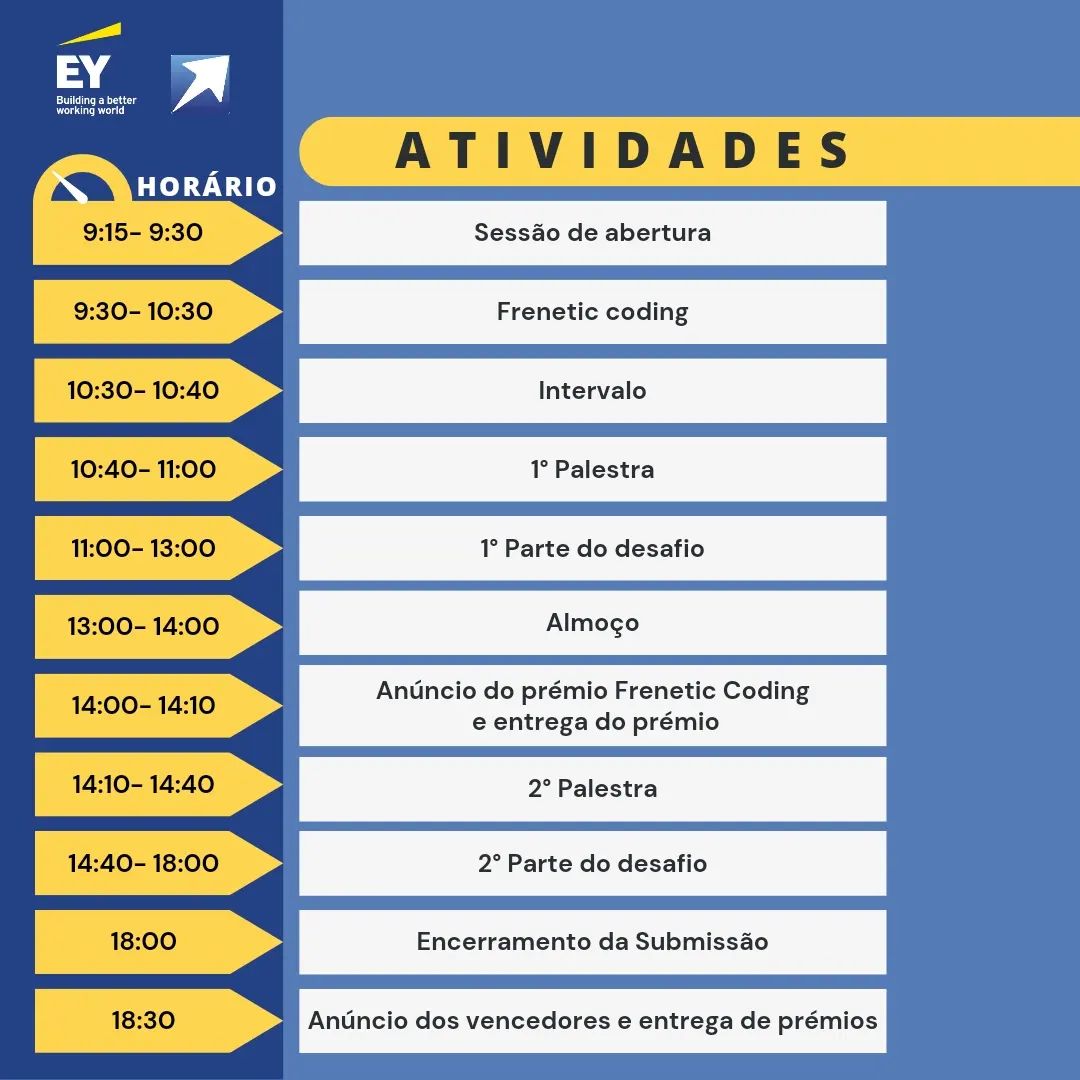 EY
Building a better
working world
ATIVIDADES
HORÁRIO
9:15- 9:30 Sessão de abertura
9:30- 10:30 Frenetic coding
10:30- 10:40 Intervalo
10:40- 11:00 1° Palestra
11:00- 13:00 1° Parte do desafio
13:00- 14:00 Almoço
14:00- 14:10 Anúncio do prémio Frenetic Coding
e entrega do prémio
14:10- 14:40 2° Palestra
14:40- 18:00 2° Parte do desafio
18:00 Encerramento da Submissão
18:30 Anúncio dos vencedores e entrega de prémios